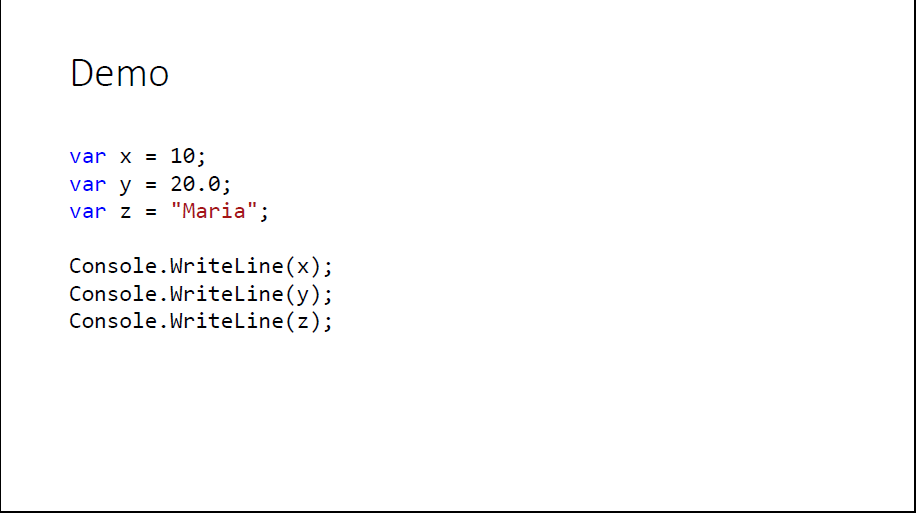 Demo
var x = 10;
var y = 20.0;
var z = "Maria";
Console.WriteLine(x);
Console.WriteLine(y);
Console.WriteLine(z);